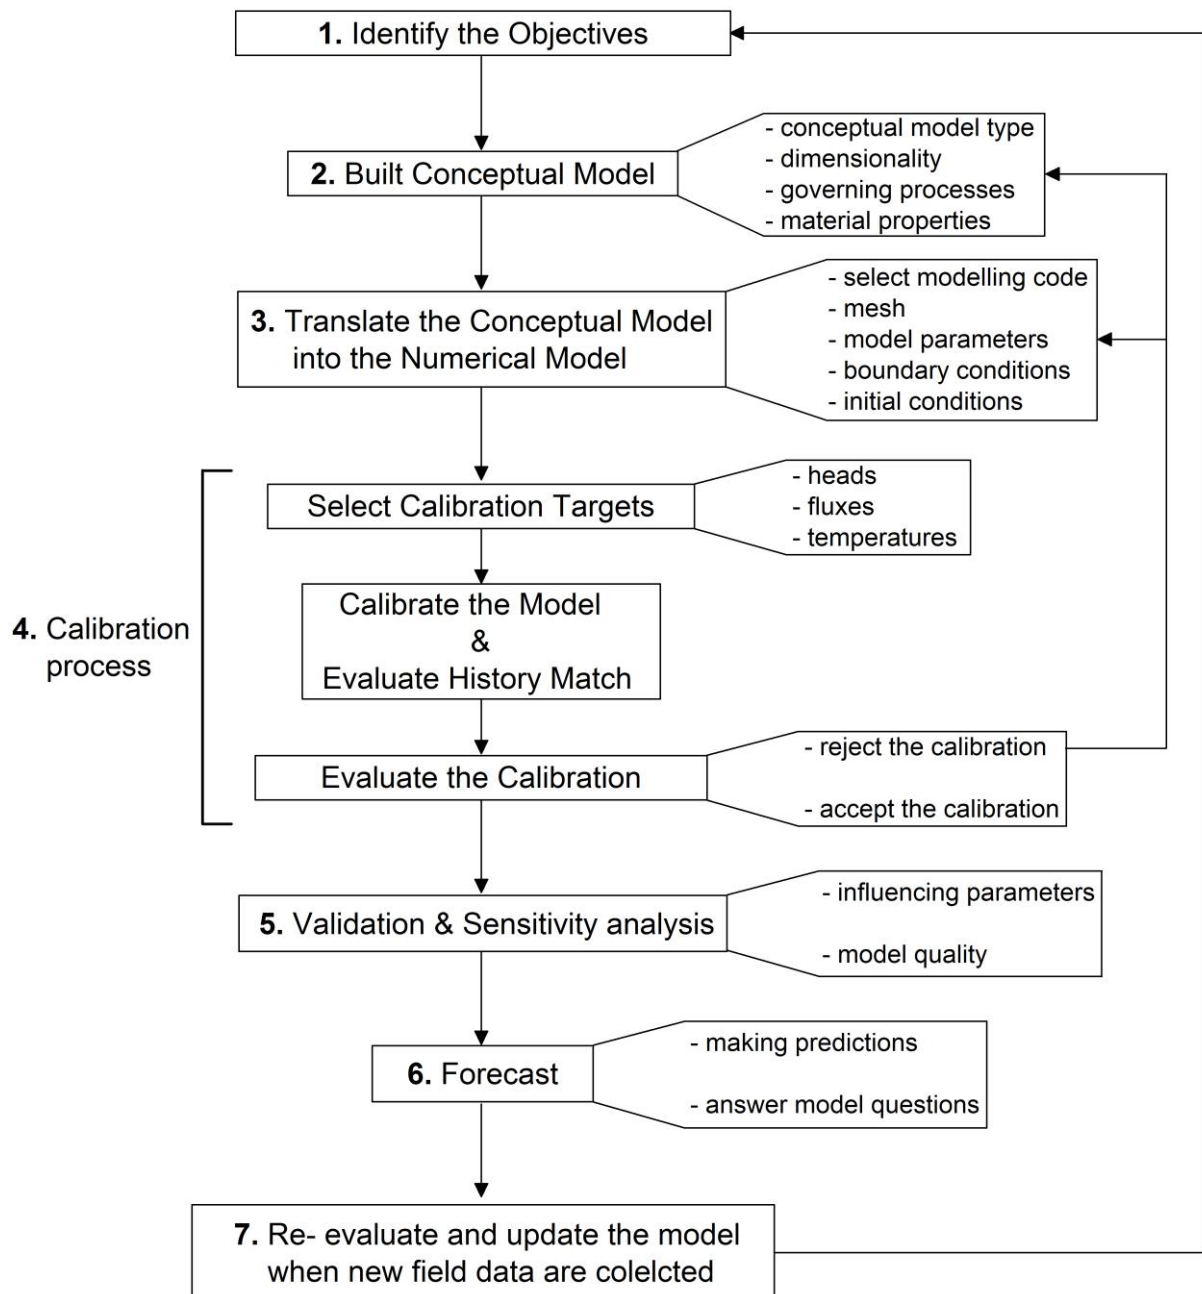 1. Identify the Objectives
2. Built Conceptual Model
- conceptual model type
- dimensionality
- governing processes
- material properties
3. Translate the Conceptual Model
into the Numerical Model
- select modelling code
- mesh
- model parameters
- boundary conditions
- initial conditions
4. Calibration
process
Select Calibration Targets
- heads
- fluxes
- temperatures
Calibrate the Model
&
Evaluate History Match
Evaluate the Calibration
- reject the calibration
- accept the calibration
5. Validation & Sensitivity analysis
- influencing parameters
- model quality
6. Forecast
- making predictions
- answer model questions
7. Re- evaluate and update the model
when new field data are colelcted